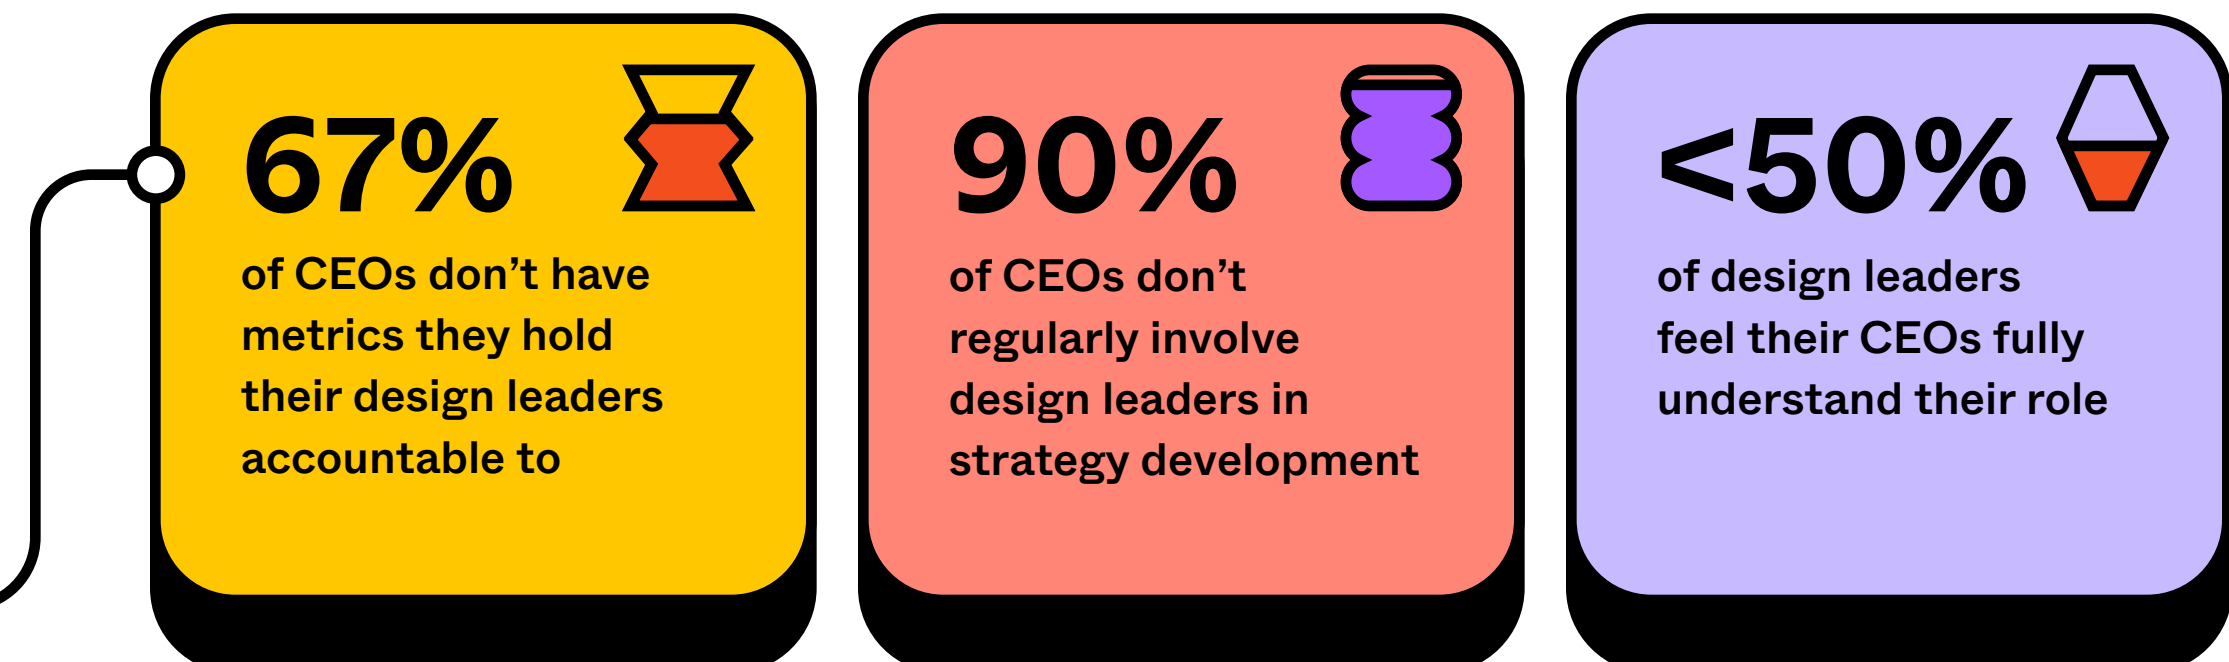 67%
of CEOs don’t have
metrics they hold
their design leaders
accountable to
90%
of CEOs don’t
regularly involve
design leaders in
strategy development
<50%
of design leaders
feel their CEOs fully
understand their role